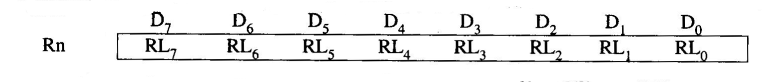 D₇ D₆ D₅ D₄ D₃ D₂ D₁ D₀
Rn RL₇ RL₆ RL₅ RL₄ RL₃ RL₂ RL₁ RL₀